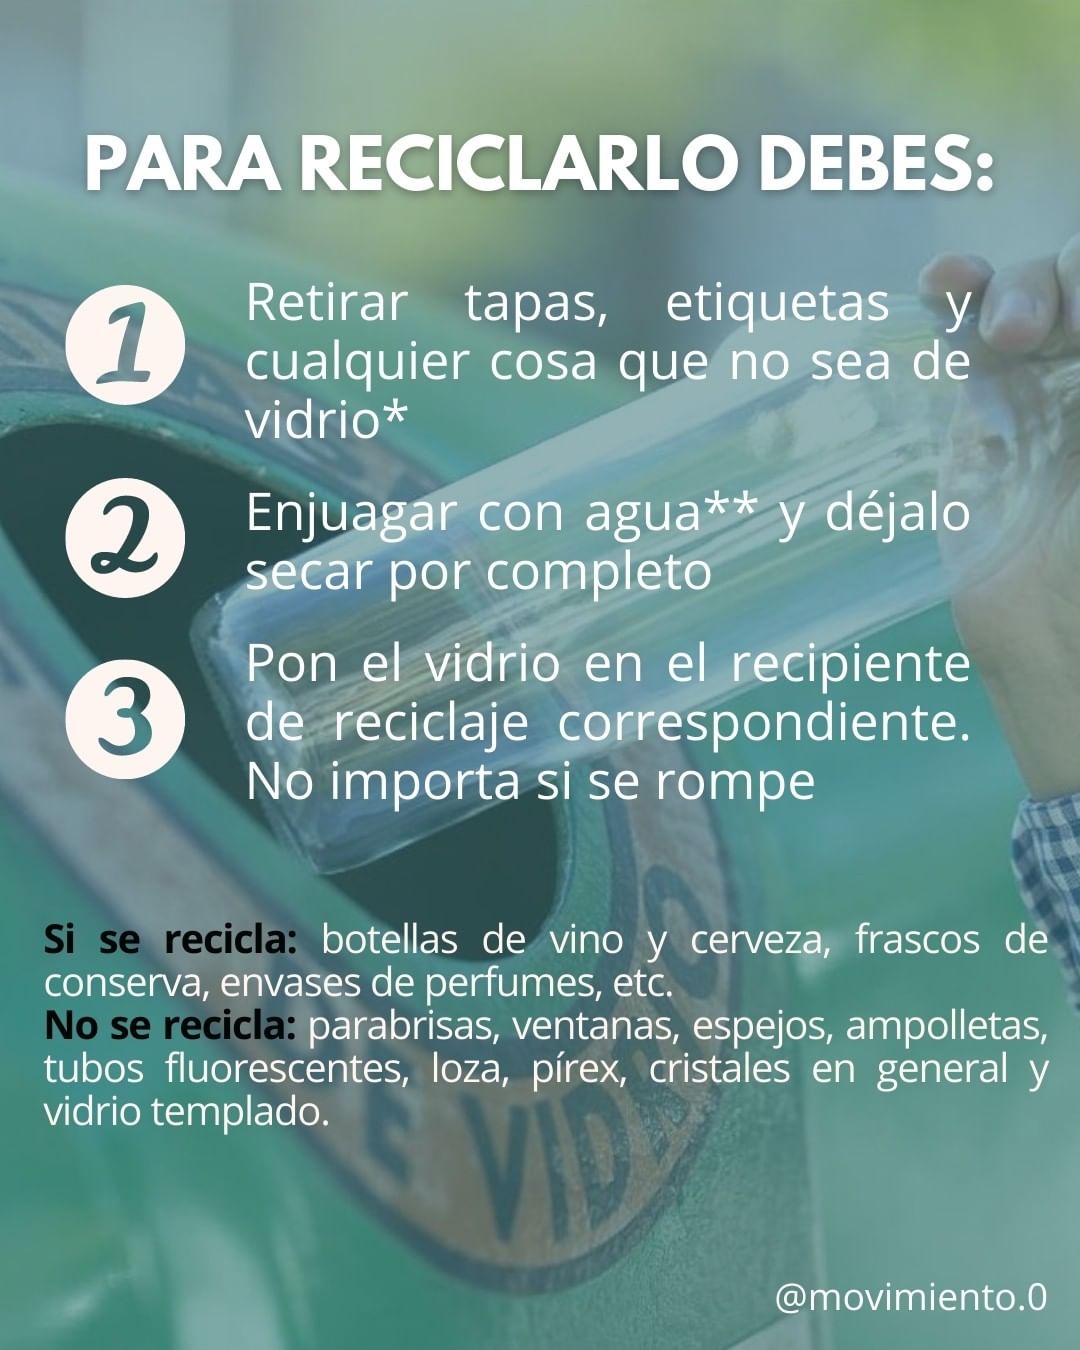 PARA RECICLARLO DEBES:
1
Retirar tapas, etiquetas y
cualquier cosa que no sea de
vidrio*
2
Enjuagar con agua** y déjalo
secar por completo
3
Pon el vidrio en el recipiente
de reciclaje correspondiente.
No importa si se rompe
Si se recicla: botellas de vino y cerveza, frascos de
conserva, envases de perfumes, etc.
No se recicla: parabrisas, ventanas, espejos, ampolletas,
tubos fluorescentes, loza, pírex, cristales en general y
vidrio templado.
E VIDRIO
@movimiento.0